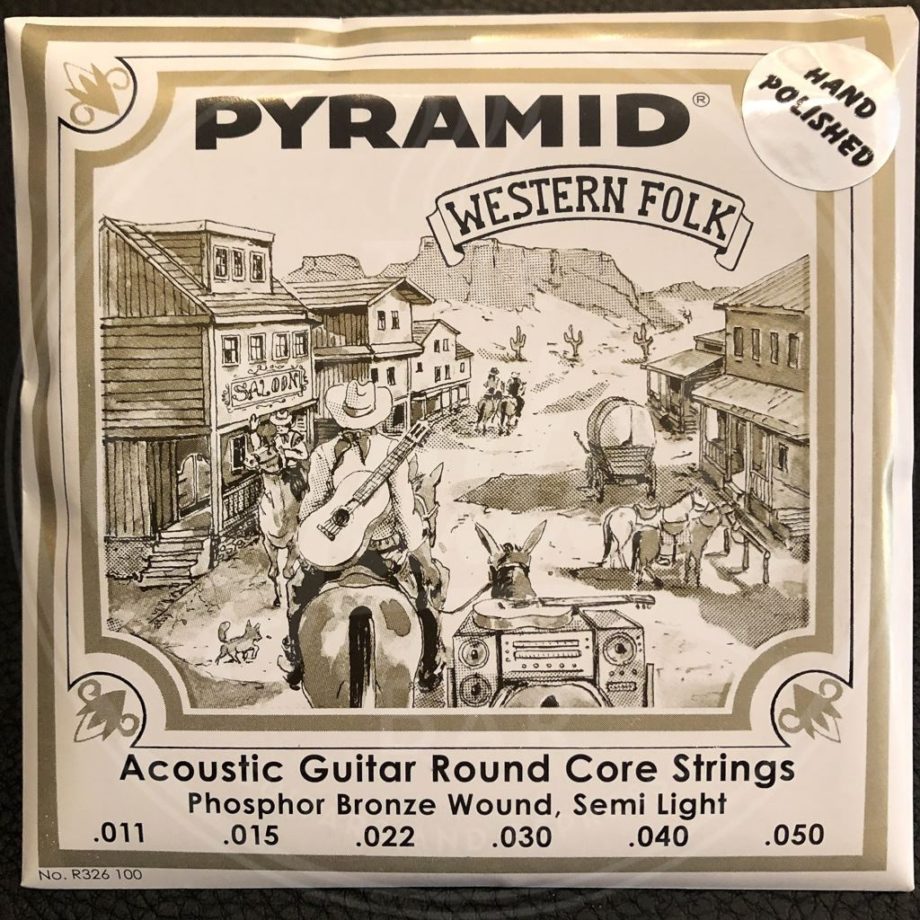 PYRAMID®
HAND
POLISHED
WESTERN FOLK
SALOON
Acoustic Guitar Round Core Strings
Phosphor Bronze Wound, Semi Light
.011 .015 .022 .030 .040 .050
No. R326 100